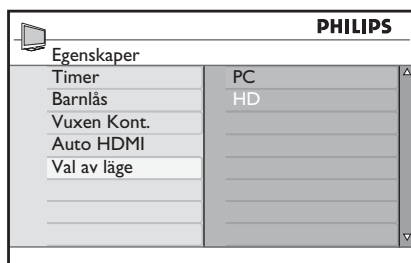 PHILIPS
Egenskaper
Timer
PC
Barnlås
HD
Vuxen Kont.
Auto HDMI
Val av läge